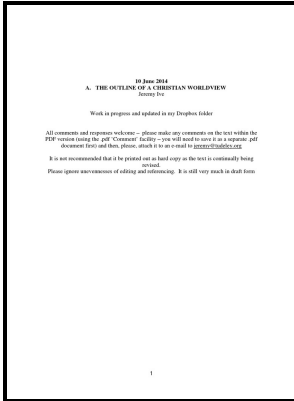 10 June 2014
A. THE OUTLINE OF A CHRISTIAN WORLDVIEW
Jeremy Ive
Work in progress and updated in my Dropbox folder
All comments and responses welcome – please make any comments on the text within the
PDF version (using the .pdf 'Comment' facility – you will need to save it as a separate .pdf
document first) and then, please, attach it to an e-mail to jeremy@tudeley.org
It is not recommended that it be printed out as hard copy as the text is continually being
revised.
Please ignore unevennesses of editing and referencing. It is still very much in draft form
1